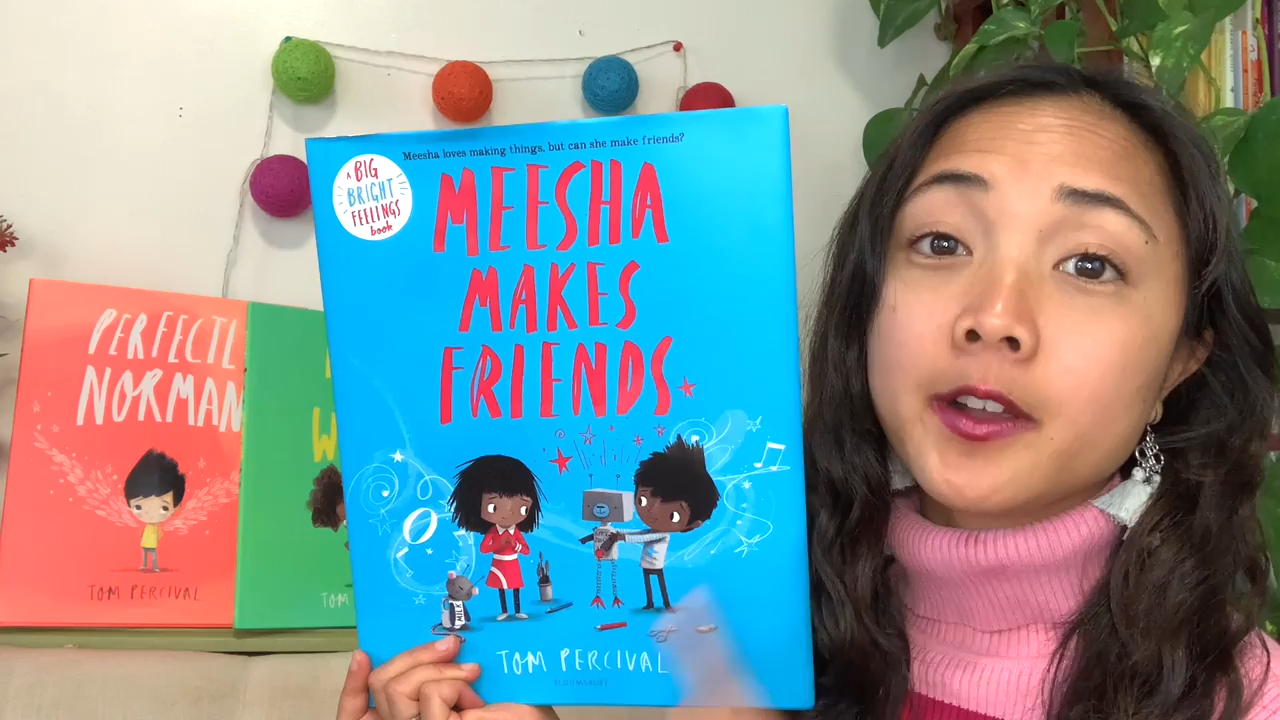 Meesha loves making things, but can she make friends?
A BIG
BRIGHT
FEELINGS
book
MEESHA
MAKES
FRIENDS
MILK
TOM PERCIVAL
BLOOMSBURY
PERFECTL
NORMAN
TOM PERCIVAL
W
TOM